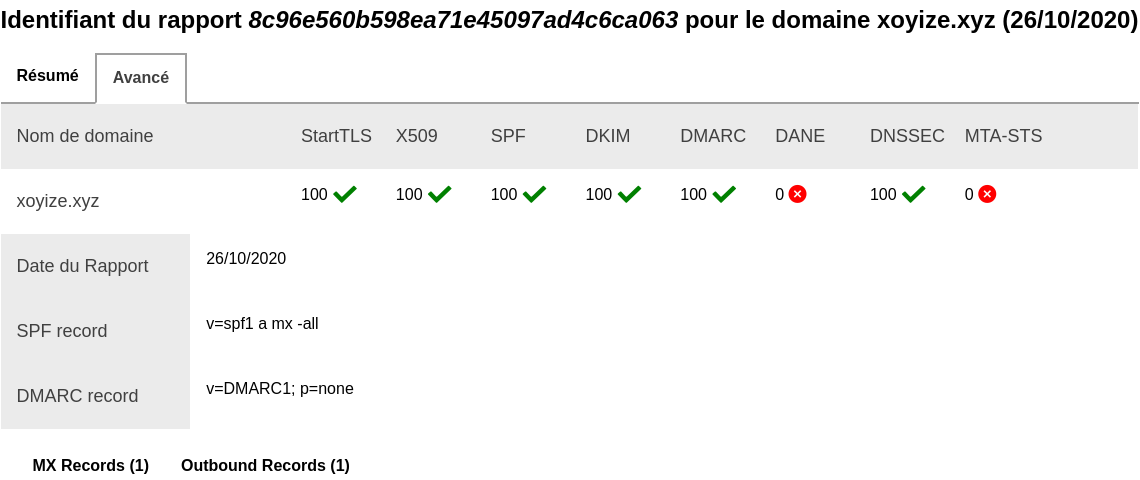 Identifiant du rapport 8c96e560b598ea71e45097ad4c6ca063 pour le domaine xoyize.xyz (26/10/2020)
Résumé Avancé
Nom de domaine StartTLS X509 SPF DKIM DMARC DANE DNSSEC MTA-STS
xoyize.xyz 100 100 100 100 100 0 100 0
Date du Rapport 26/10/2020
SPF record v=spf1 a mx -all
DMARC record v=DMARC1; p=none
MX Records (1) Outbound Records (1)